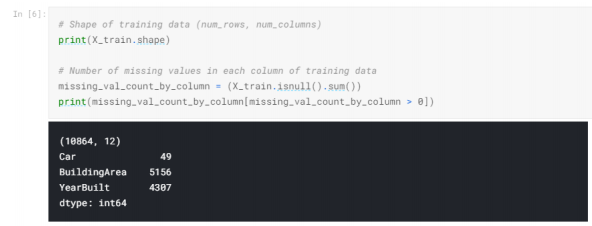 In [6]:
# Shape of training data (num_rows, num_columns)
print(X_train.shape)
# Number of missing values in each column of training data
missing_val_count_by_column = (X_train.isnull().sum())
print(missing_val_count_by_column[missing_val_count_by_column > 0])
(10864, 12)
Car 49
BuildingArea 5156
YearBuilt 4307
dtype: int64